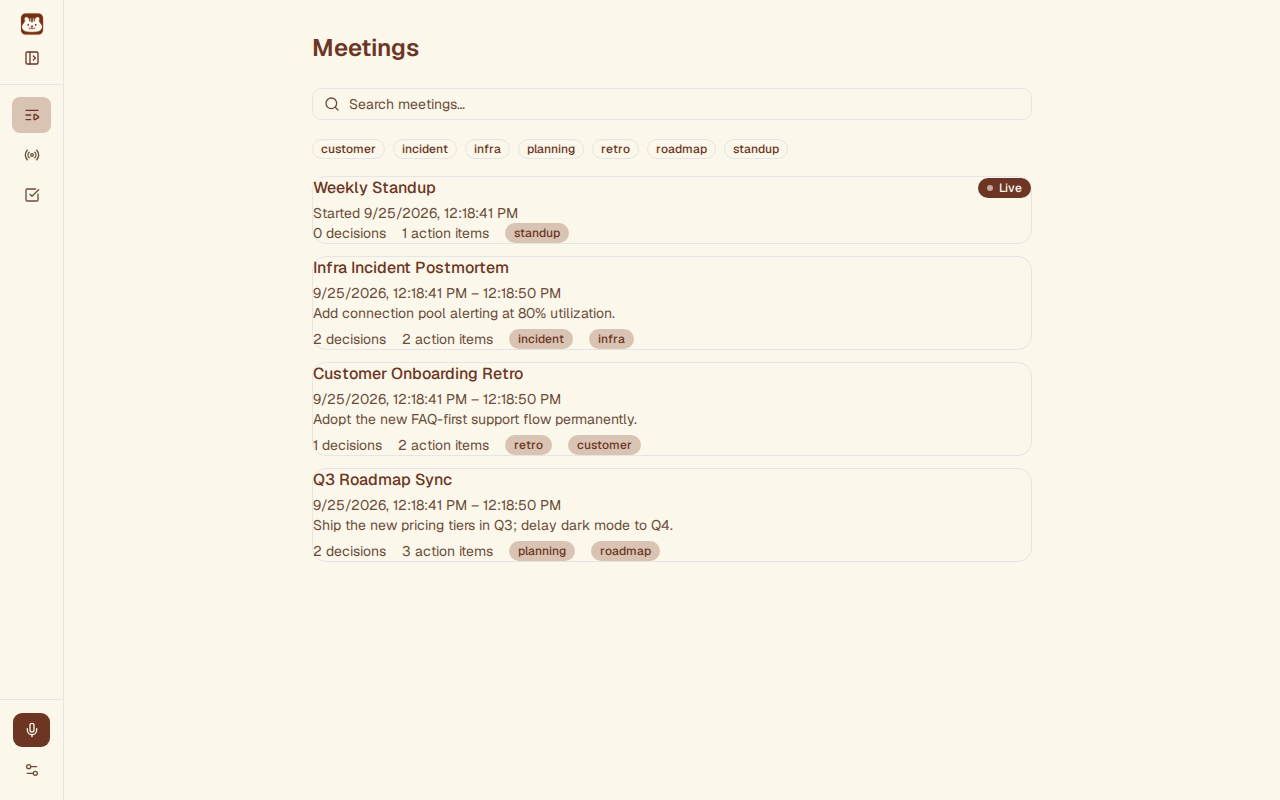 Meetings
Search meetings…
customer incident infra planning retro roadmap standup
Weekly Standup Live
Started 9/25/2026, 12:18:41 PM
0 decisions 1 action items standup
Infra Incident Postmortem
9/25/2026, 12:18:41 PM – 12:18:50 PM
Add connection pool alerting at 80% utilization.
2 decisions 2 action items incident infra
Customer Onboarding Retro
9/25/2026, 12:18:41 PM – 12:18:50 PM
Adopt the new FAQ-first support flow permanently.
1 decisions 2 action items retro customer
Q3 Roadmap Sync
9/25/2026, 12:18:41 PM – 12:18:50 PM
Ship the new pricing tiers in Q3; delay dark mode to Q4.
2 decisions 3 action items planning roadmap